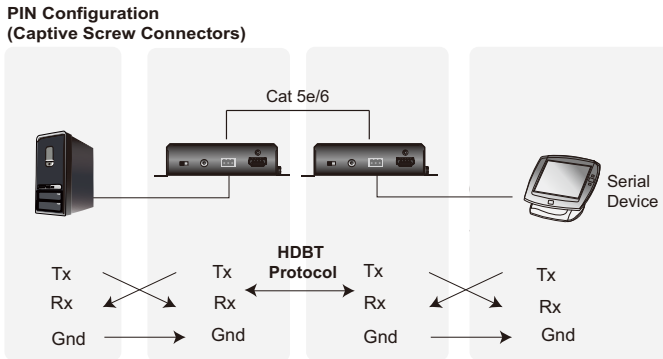 PIN Configuration
(Captive Screw Connectors)
Cat 5e/6
Serial
Device
HDBT
Protocol
Tx Tx Tx Tx
Rx Rx Rx Rx
Gnd Gnd Gnd Gnd